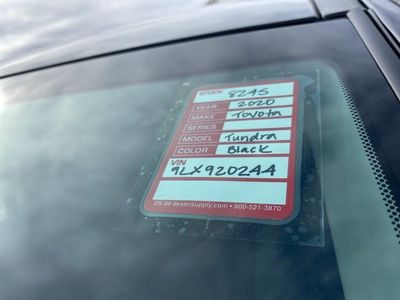 STOCK 8245
YEAR 2020
MAKE Toyota
SERIES
MODEL Tundra
COLOR Black
VIN
9LX920244
DS-88 dealersupply.com • 800-521-3870